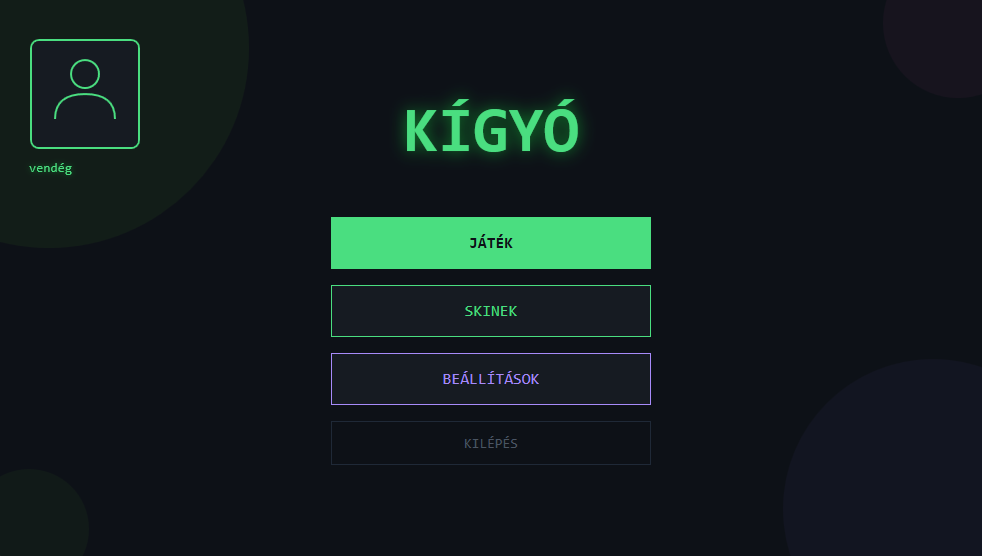 vendég
KÍGYÓ
JÁTÉK
SKINEK
BEÁLLÍTÁSOK
KILÉPÉS